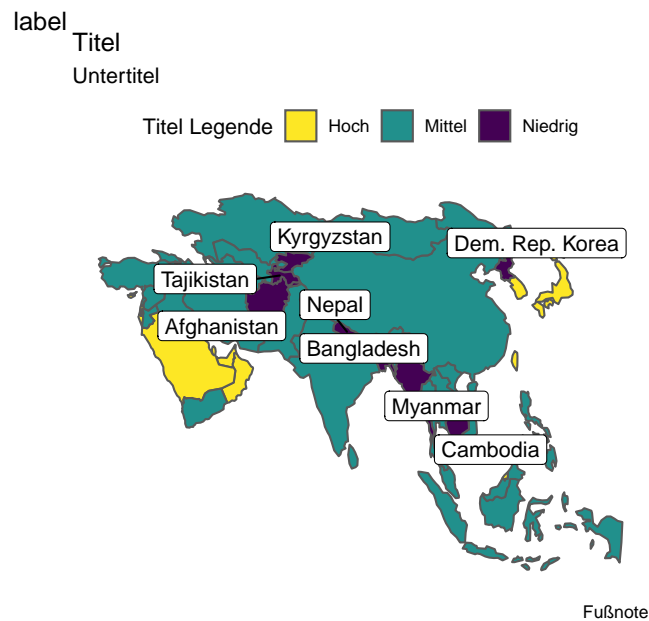 label
Titel
Untertitel
Titel Legende Hoch Mittel Niedrig
Kyrgyzstan
Dem. Rep. Korea
Tajikistan
Nepal
Afghanistan
Bangladesh
Myanmar
Cambodia
Fußnote